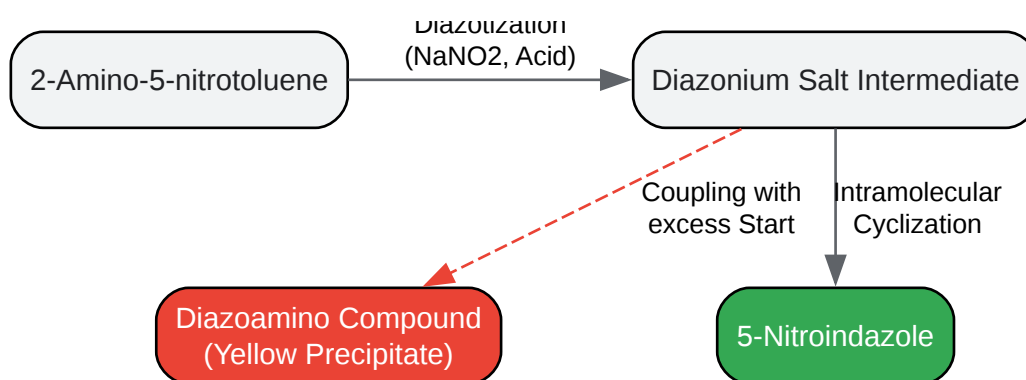 Diazotization
(NaNO2, Acid)
2-Amino-5-nitrotoluene
Diazonium Salt Intermediate
Coupling with
excess Start
Intramolecular
Cyclization
Diazoamino Compound
(Yellow Precipitate)
5-Nitroindazole